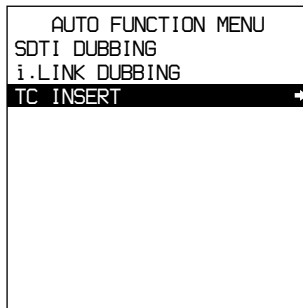 AUTO FUNCTION MENU
SDTI DUBBING
i.LINK DUBBING
TC INSERT